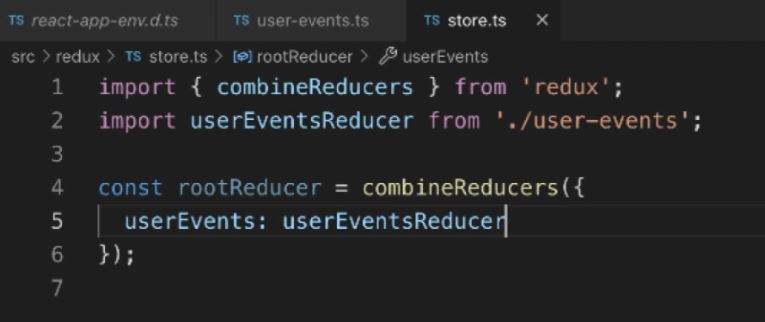 TS react-app-env.d.ts TS user-events.ts TS store.ts ×
src > redux > TS store.ts > rootReducer > userEvents
1 import { combineReducers } from 'redux';
2 import userEventsReducer from './user-events';
3
4 const rootReducer = combineReducers({
5   userEvents: userEventsReducer
6 });
7